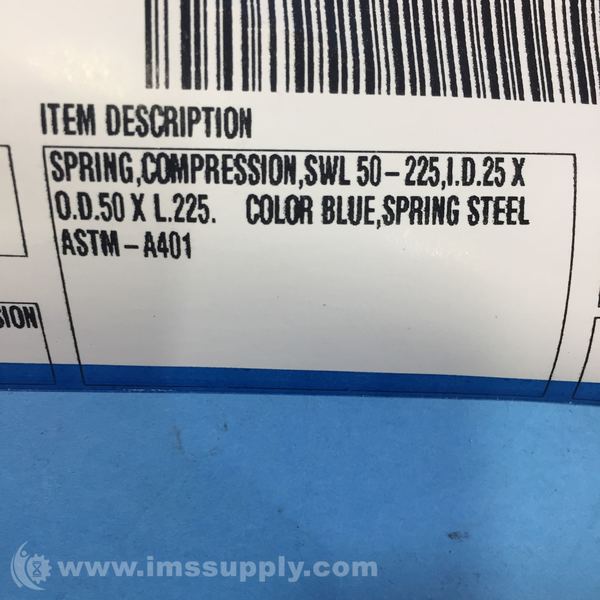 ITEM DESCRIPTION
SPRING,COMPRESSION,SWL 50-225,I.D.25 X
O.D.50 X L.225. COLOR BLUE,SPRING STEEL
ASTM-A401
SION
www.imssupply.com